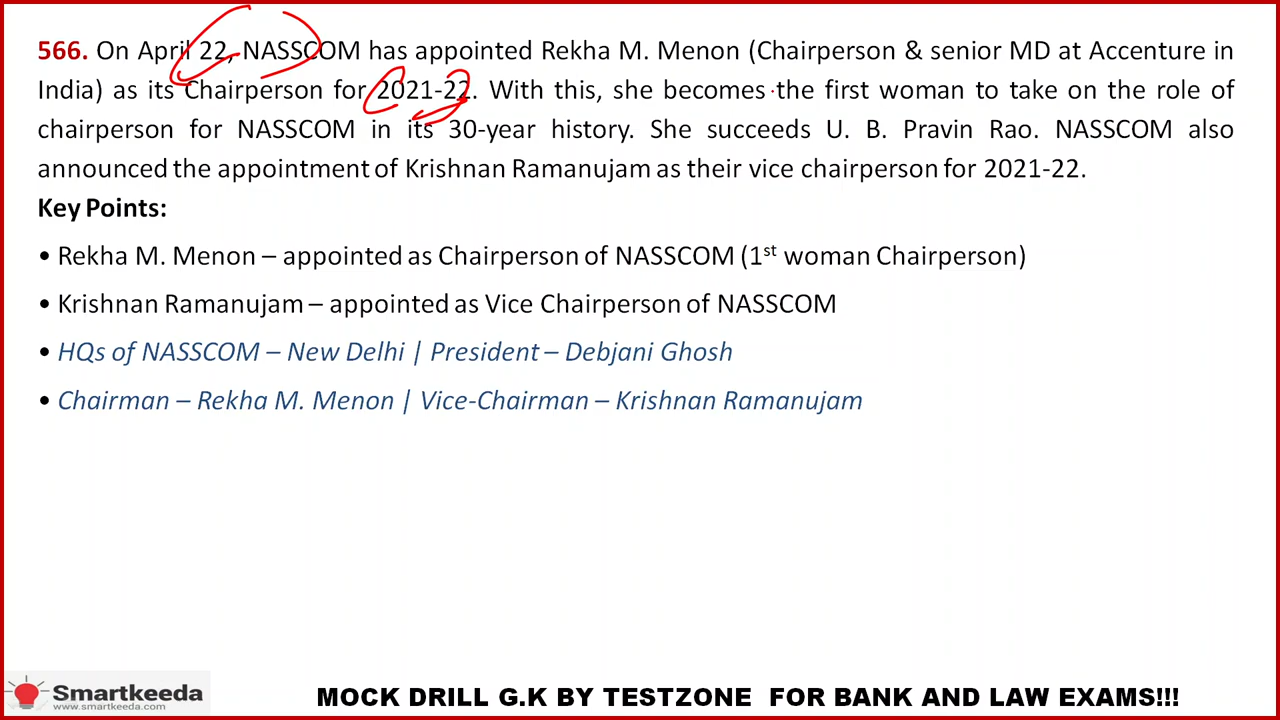 566. On April 22, NASSCOM has appointed Rekha M. Menon (Chairperson & senior MD at Accenture in
India) as its Chairperson for 2021-22. With this, she becomes the first woman to take on the role of
chairperson for NASSCOM in its 30-year history. She succeeds U. B. Pravin Rao. NASSCOM also
announced the appointment of Krishnan Ramanujam as their vice chairperson for 2021-22.
Key Points:
• Rekha M. Menon – appointed as Chairperson of NASSCOM (1st woman Chairperson)
• Krishnan Ramanujam – appointed as Vice Chairperson of NASSCOM
• HQs of NASSCOM – New Delhi | President – Debjani Ghosh
• Chairman – Rekha M. Menon | Vice-Chairman – Krishnan Ramanujam
Smartkeeda
www.smartkeeda.com
MOCK DRILL G.K BY TESTZONE FOR BANK AND LAW EXAMS!!!